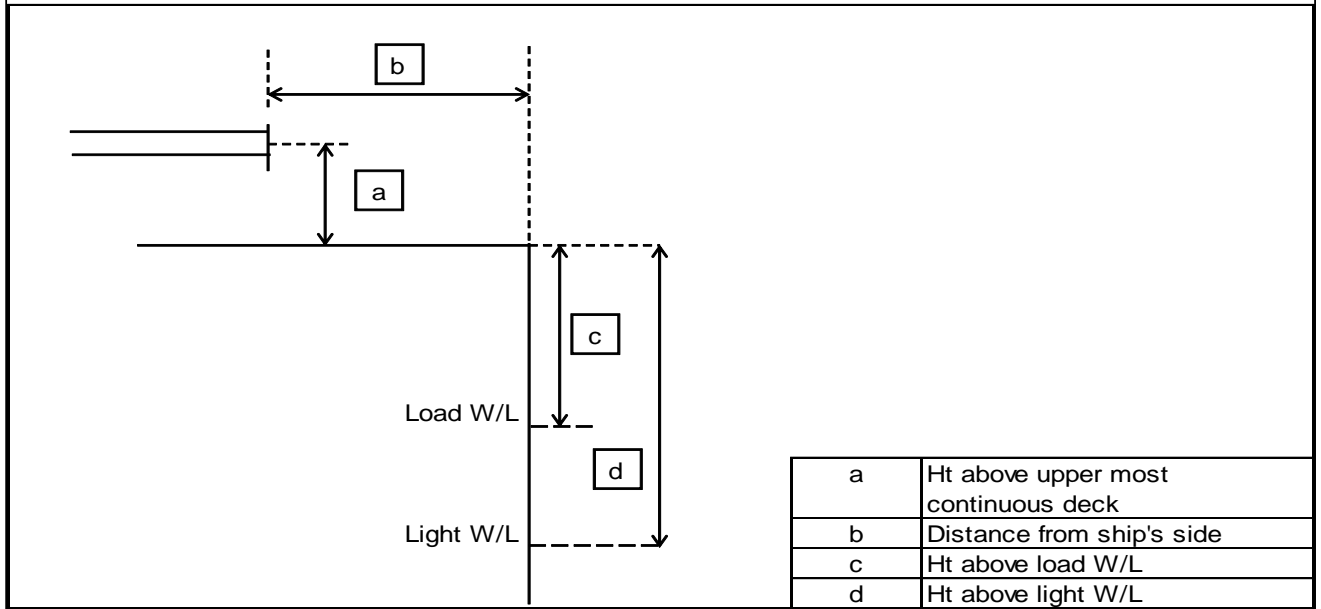 b
a
c
Load W/L
d
Light W/L
a Ht above upper most
continuous deck
b Distance from ship's side
c Ht above load W/L
d Ht above light W/L